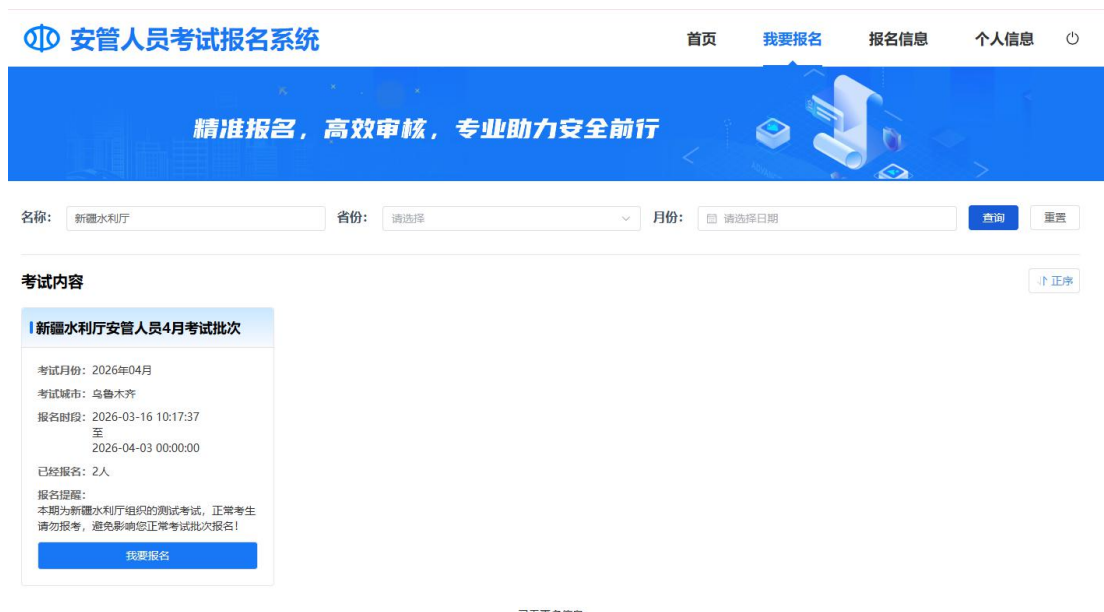 安管人员考试报名系统
首页 我要报名 报名信息 个人信息
精准报名，高效审核，专业助力安全前行
名称： 新疆水利厅 省份： 请选择 月份： 请选择日期 查询 重置
考试内容 正序
新疆水利厅安管人员4月考试批次
考试月份：2026年04月
考试城市：乌鲁木齐
报名时段：2026-03-16 10:17:37
至
2026-04-03 00:00:00
已经报名：2人
报名提醒：
本期为新疆水利厅组织的测试考试，正常考生
请勿报考，避免影响您正常考试批次报名！
我要报名